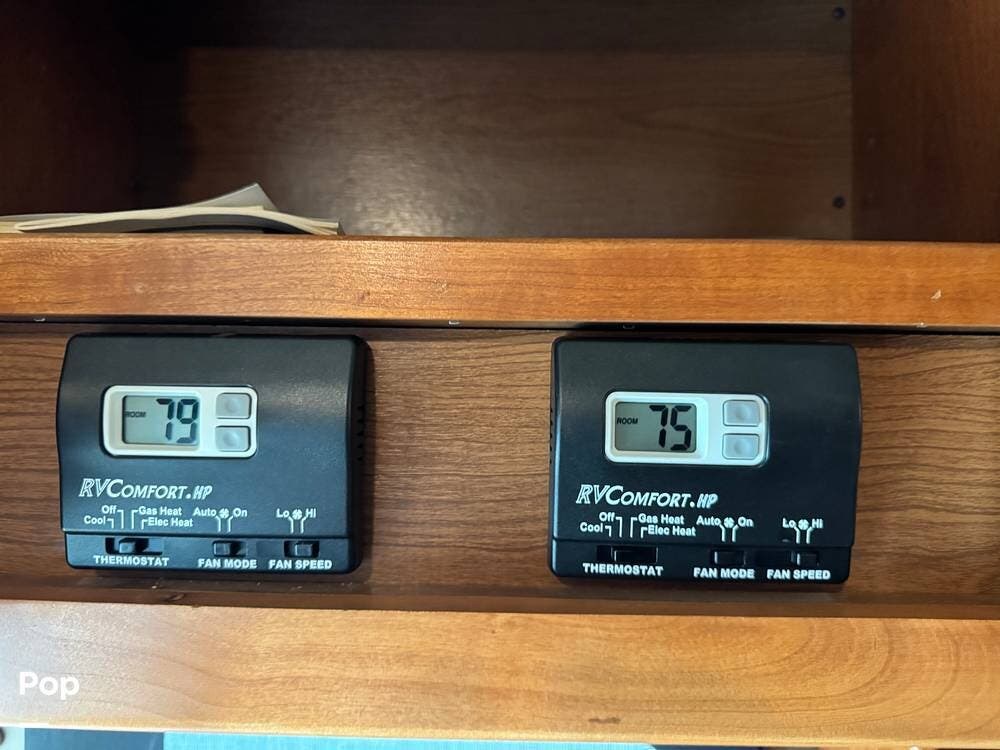 ROOM 79
RVCOMFORT.HP
Off Gas Heat Auto On Lo Hi
Cool Elec Heat
THERMOSTAT FAN MODE FAN SPEED
ROOM 75
RVCOMFORT.HP
Off Gas Heat Auto On Lo Hi
Cool Elec Heat
THERMOSTAT FAN MODE FAN SPEED
Pop